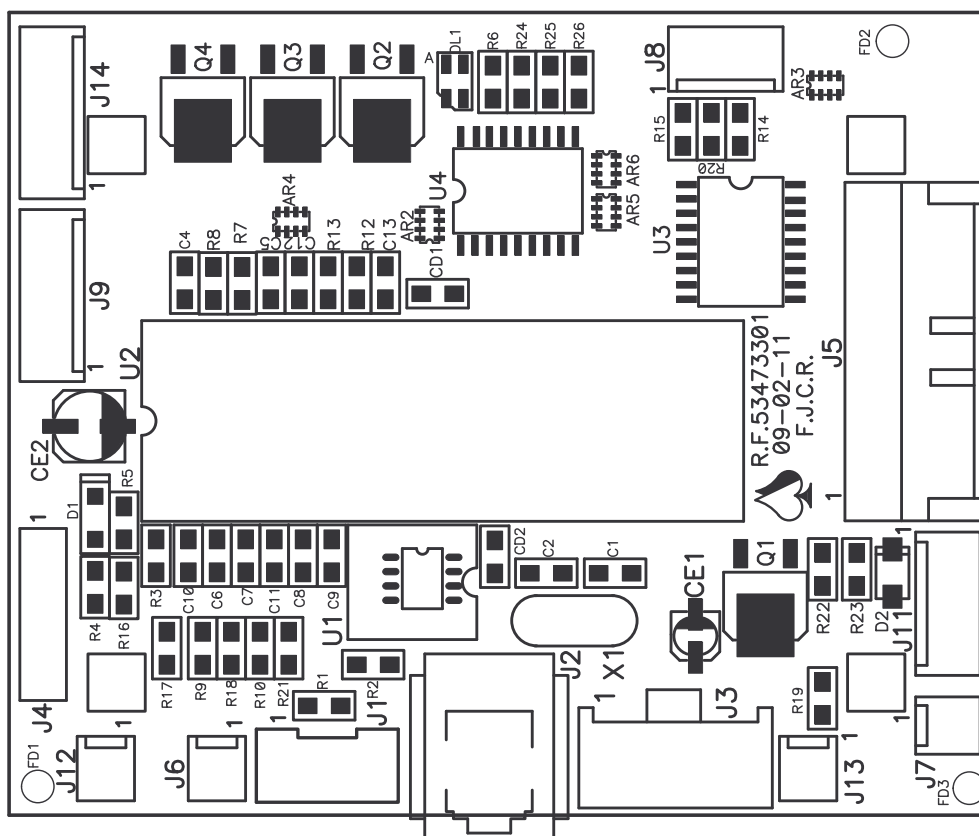 J14
1
Q4
Q3
Q2
A
DL1
R6
R24
R25
R26
J8
1
AR3
FD2
R15
R20
R14
AR4
AR2
U4
AR6
AR5
U3
C4
R8
R7
C5
C12
C1
R13
R12
C13
CD1
J9
1
U2
R.F.53473301
09-02-11
F.J.C.R.
J5
1
CE2
D1
R5
1
R4
R16
R3
C10
C6
C7
C11
C8
C9
U1
CD2
C2
C1
CE1
Q1
R22
R23
D2
1
J11
R17
R9
R18
R10
R21
R1
R2
J1
1
J2
X1
1
J3
R19
1
J13
1
J7
FD3
J4
FD1
J12
1
J6
1